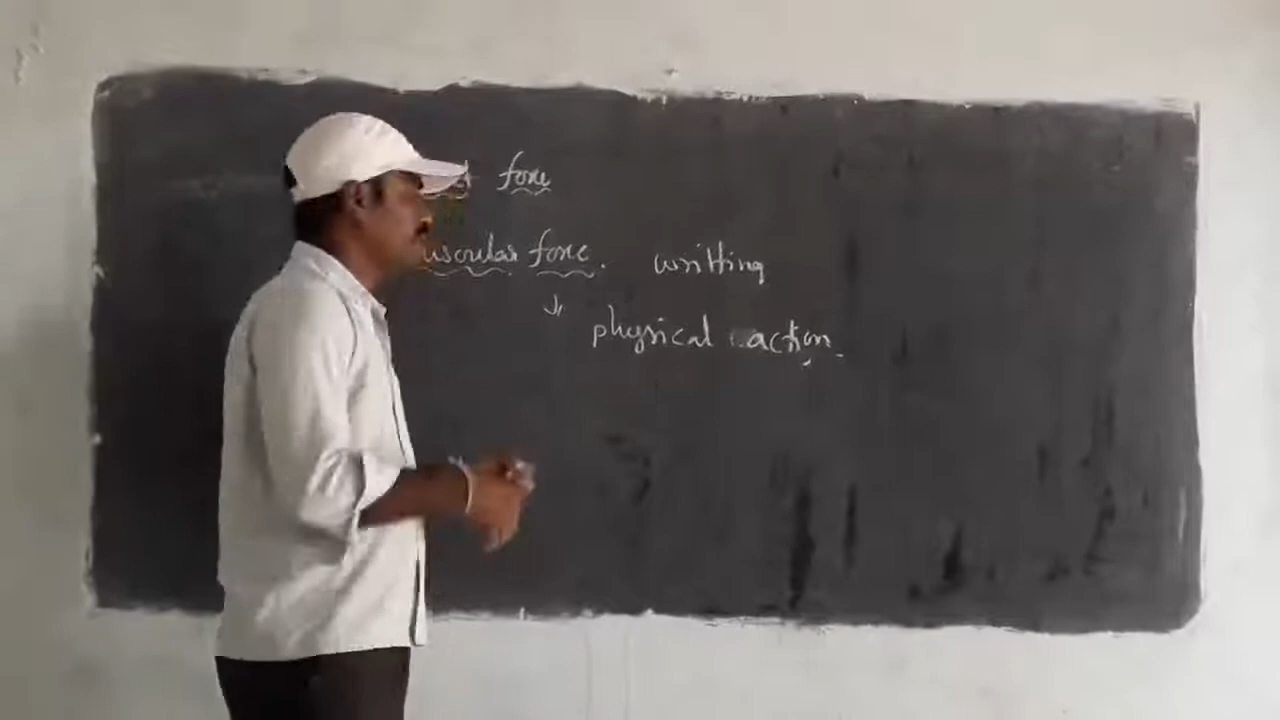 force
uscular force. writting
physical action.